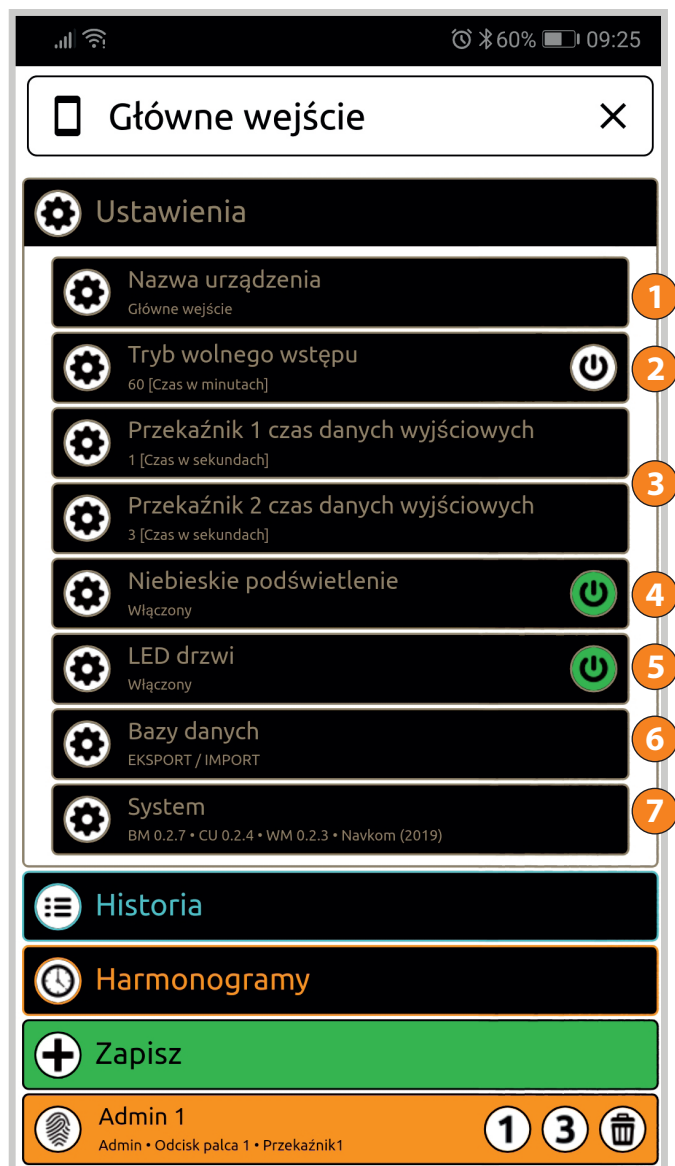 60% 09:25
Główne wejście
Ustawienia
Nazwa urządzenia
Główne wejście
1
Tryb wolnego wstępu
60 [Czas w minutach]
2
Przekaźnik 1 czas danych wyjściowych
1 [Czas w sekundach]
3
Przekaźnik 2 czas danych wyjściowych
3 [Czas w sekundach]
Niebieskie podświetlenie
Włączony
4
LED drzwi
Włączony
5
Bazy danych
EKSPORT / IMPORT
6
System
BM 0.2.7 • CU 0.2.4 • WM 0.2.3 • Navkom (2019)
7
Historia
Harmonogramy
Zapisz
Admin 1
Admin • Odcisk palca 1 • Przekaźnik1
1 3